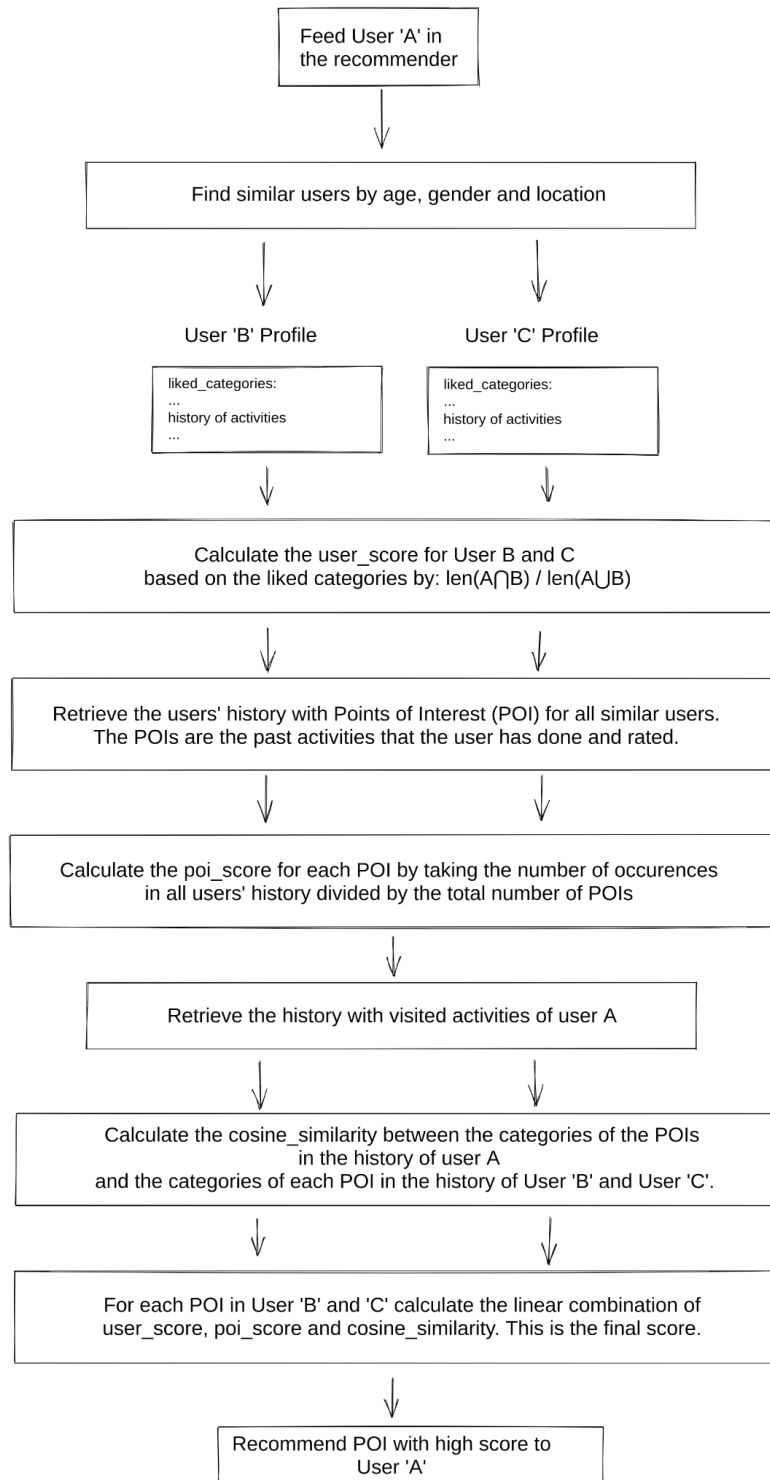 Feed User 'A' in
the recommender
Find similar users by age, gender and location
User 'B' Profile
User 'C' Profile
liked_categories:
...
history of activities
...
liked_categories:
...
history of activities
...
Calculate the user_score for User B and C
based on the liked categories by: len(A⋂B) / len(A⋃B)
Retrieve the users' history with Points of Interest (POI) for all similar users.
The POIs are the past activities that the user has done and rated.
Calculate the poi_score for each POI by taking the number of occurences
in all users' history divided by the total number of POIs
Retrieve the history with visited activities of user A
Calculate the cosine_similarity between the categories of the POIs
in the history of user A
and the categories of each POI in the history of User 'B' and User 'C'.
For each POI in User 'B' and 'C' calculate the linear combination of
user_score, poi_score and cosine_similarity. This is the final score.
Recommend POI with high score to
User 'A'